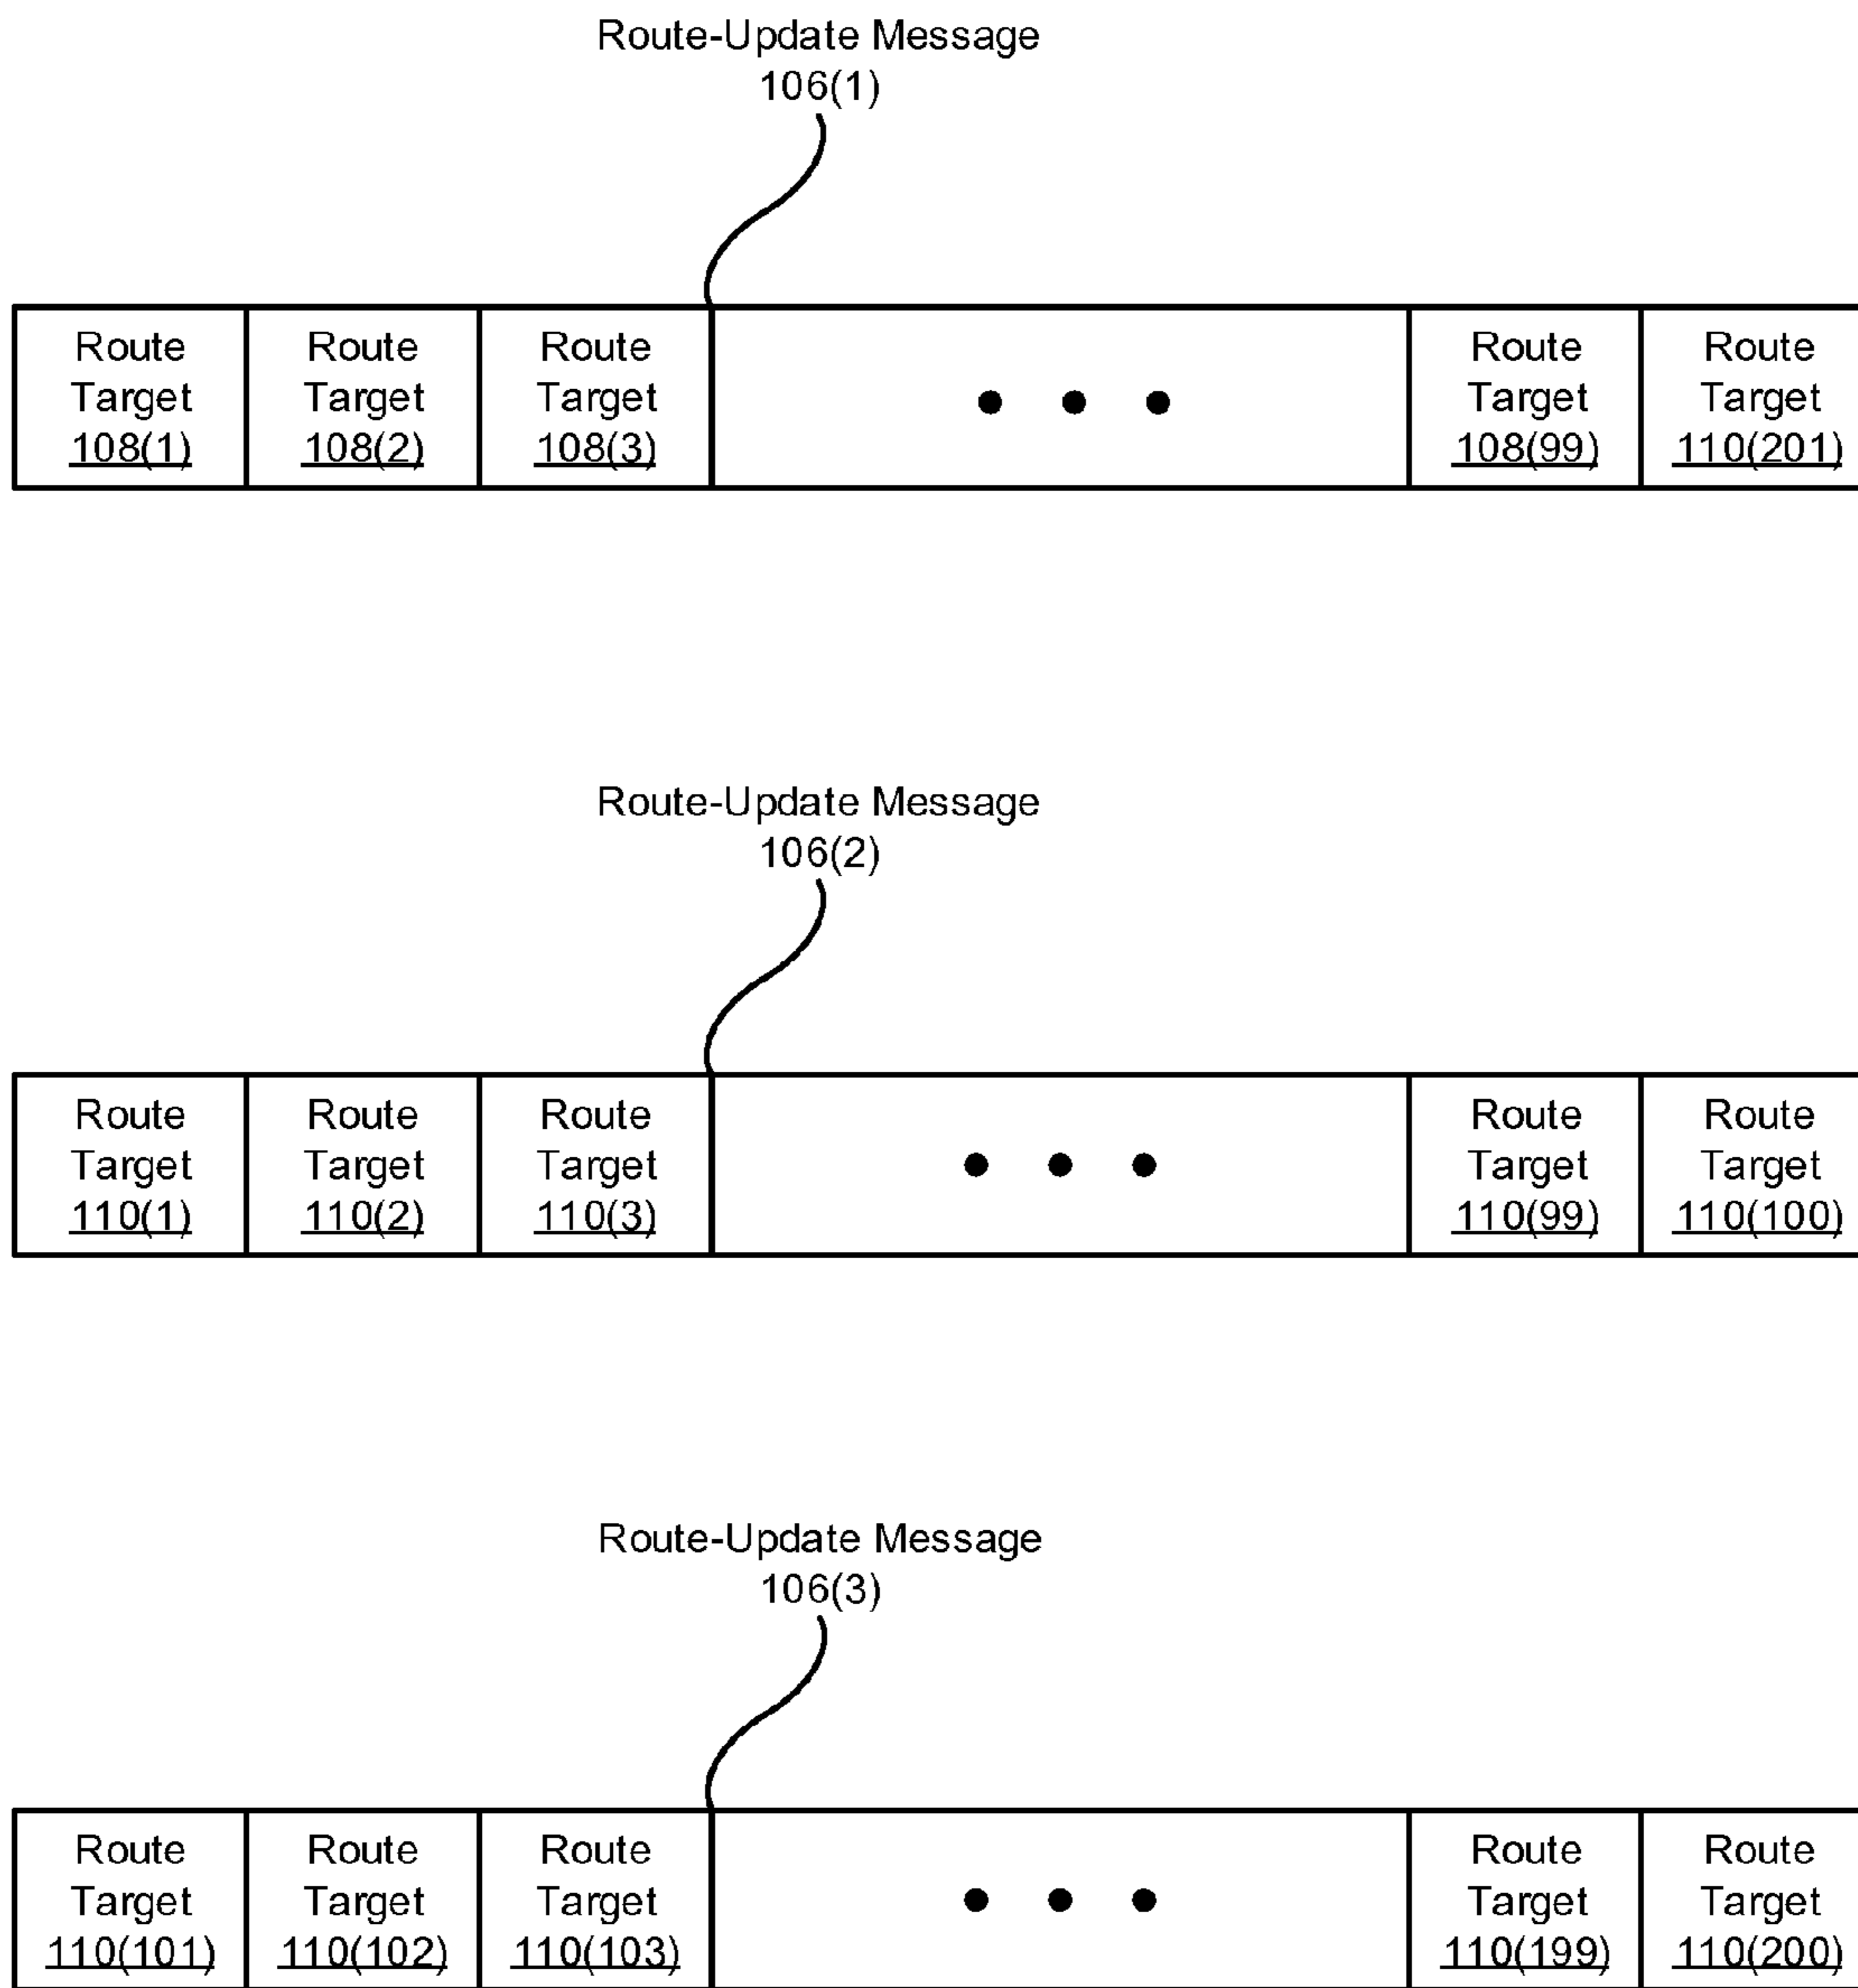 Route-Update Message
106(1)
Route Route Route Route Route
Target Target Target Target Target
108(1) 108(2) 108(3) 108(99) 110(201)
Route-Update Message
106(2)
Route Route Route Route Route
Target Target Target Target Target
110(1) 110(2) 110(3) 110(99) 110(100)
Route-Update Message
106(3)
Route Route Route Route Route
Target Target Target Target Target
110(101) 110(102) 110(103) 110(199) 110(200)